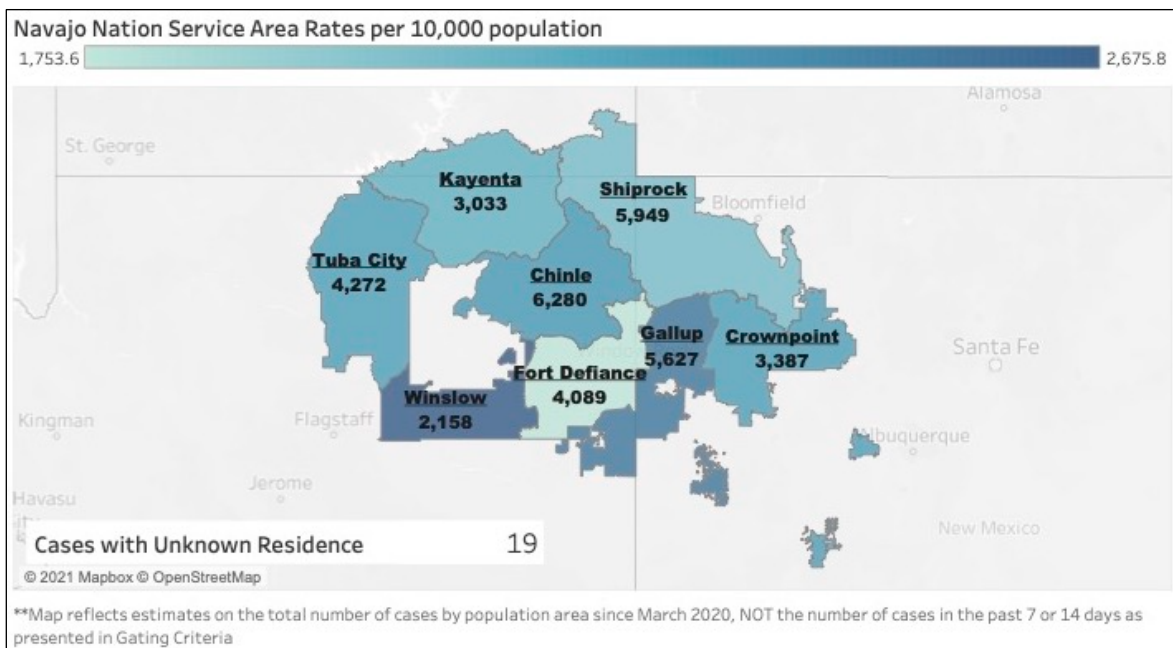 Navajo Nation Service Area Rates per 10,000 population
1,753.6
2,675.8
Alamosa
St. George
Kayenta
3,033
Shiprock
5,949
Bloomfield
Tuba City
4,272
Chinle
6,280
Gallup
5,627
Crownpoint
3,387
Santa Fe
Fort Defiance
4,089
Winslow
2,158
Kingman
Flagstaff
Albuquerque
Jerome
Havasu
New Mexico
Cases with Unknown Residence 19
© 2021 Mapbox © OpenStreetMap
**Map reflects estimates on the total number of cases by population area since March 2020, NOT the number of cases in the past 7 or 14 days as
presented in Gating Criteria